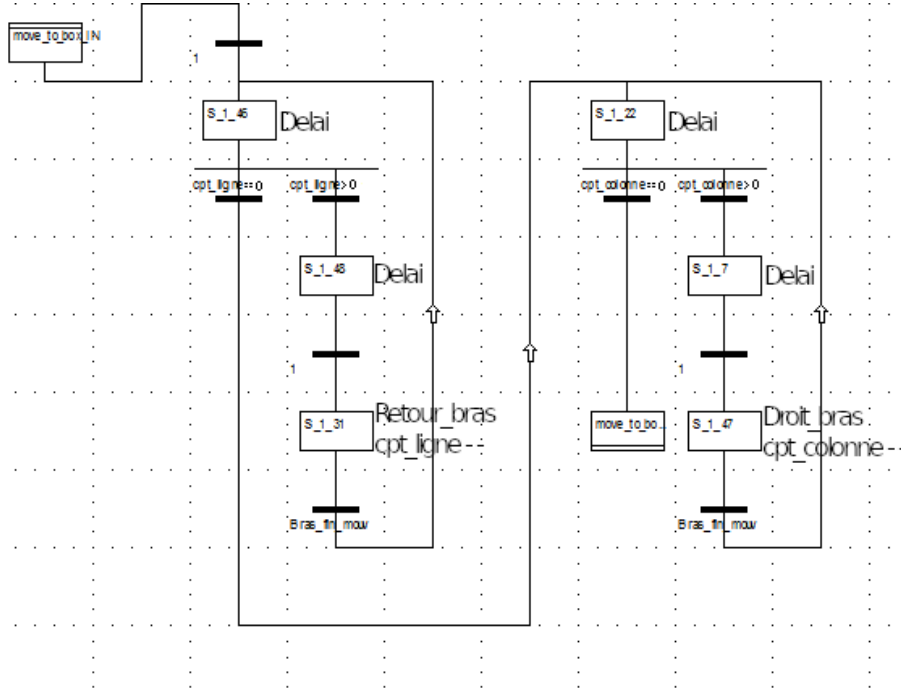 move_to_box_IN
1
S_1_46
Delai
S_1_22
Delai
cpt_ligne==0
cpt_ligne>0
cpt_colonne==0
cpt_colonne>0
S_1_48
Delai
S_1_7
Delai
1
1
S_1_31
Retour_bras
cpt_ligne--
move_to_bo..
S_1_47
Droit_bras
cpt_colonne--
Bras_fin_mouv
Bras_fin_mouv